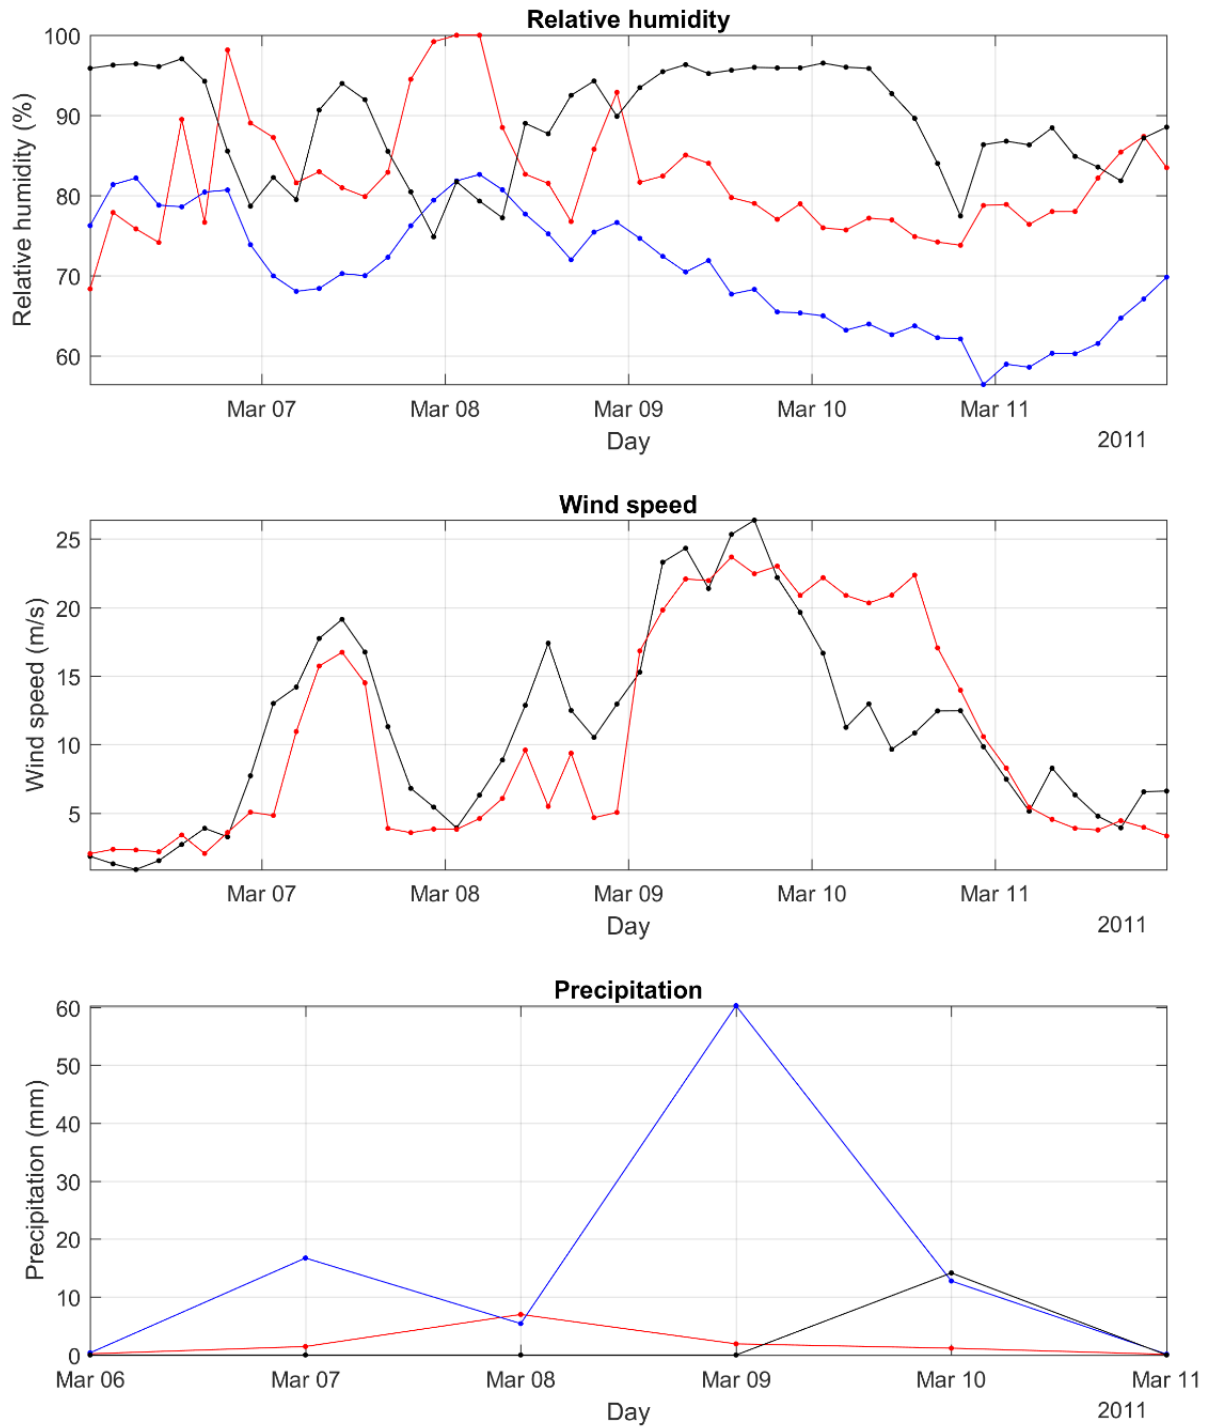 Relative humidity
Relative humidity (%)
100
90
80
70
60
Mar 07 Mar 08 Mar 09 Mar 10 Mar 11
Day
2011
Wind speed
Wind speed (m/s)
25
20
15
10
5
Mar 07 Mar 08 Mar 09 Mar 10 Mar 11
Day
2011
Precipitation
Precipitation (mm)
60
50
40
30
20
10
0
Mar 06 Mar 07 Mar 08 Mar 09 Mar 10 Mar 11
Day
2011